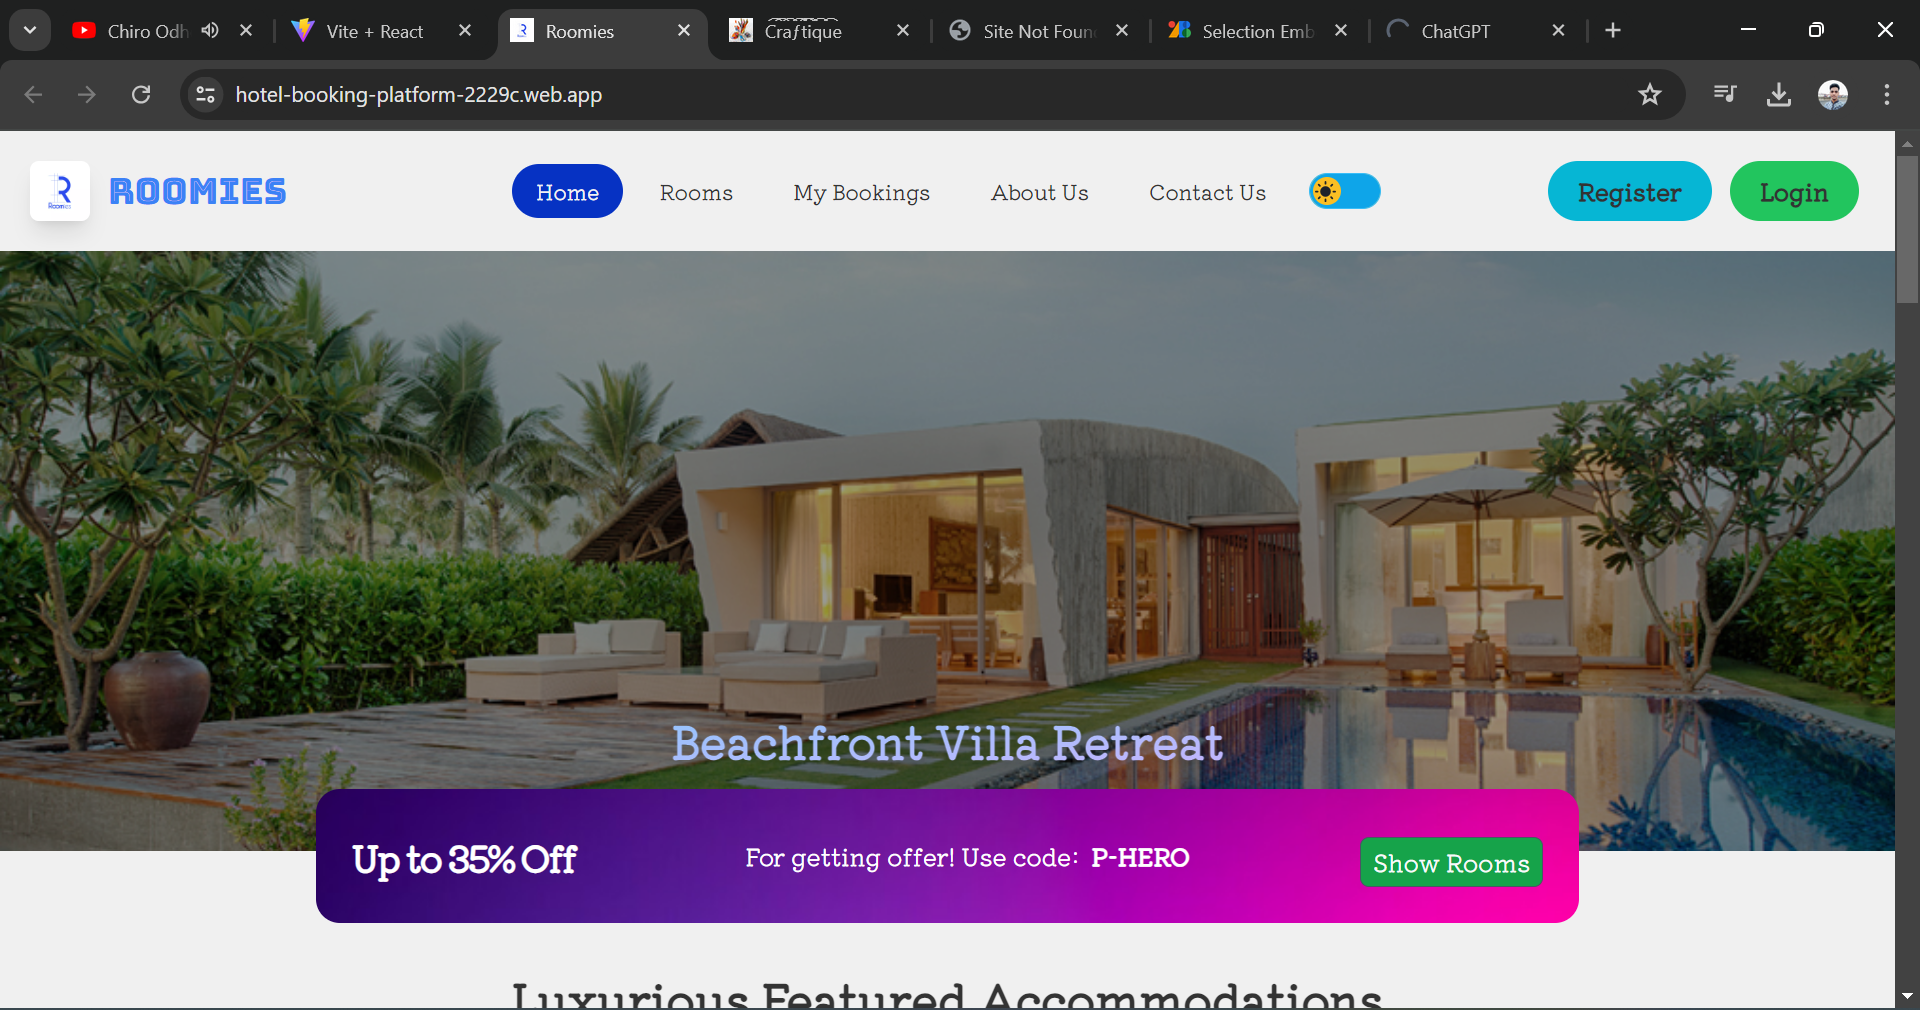 Chiro Odh
Vite + React
Roomies
Craftique
Site Not Foun
Selection Emb
ChatGPT
hotel-booking-platform-2229c.web.app
R
Roomies
ROOMIES
Home
Rooms
My Bookings
About Us
Contact Us
Register
Login
Beachfront Villa Retreat
Up to 35% Off
For getting offer! Use code: P-HERO
Show Rooms
Luxurious Featured Accommodations